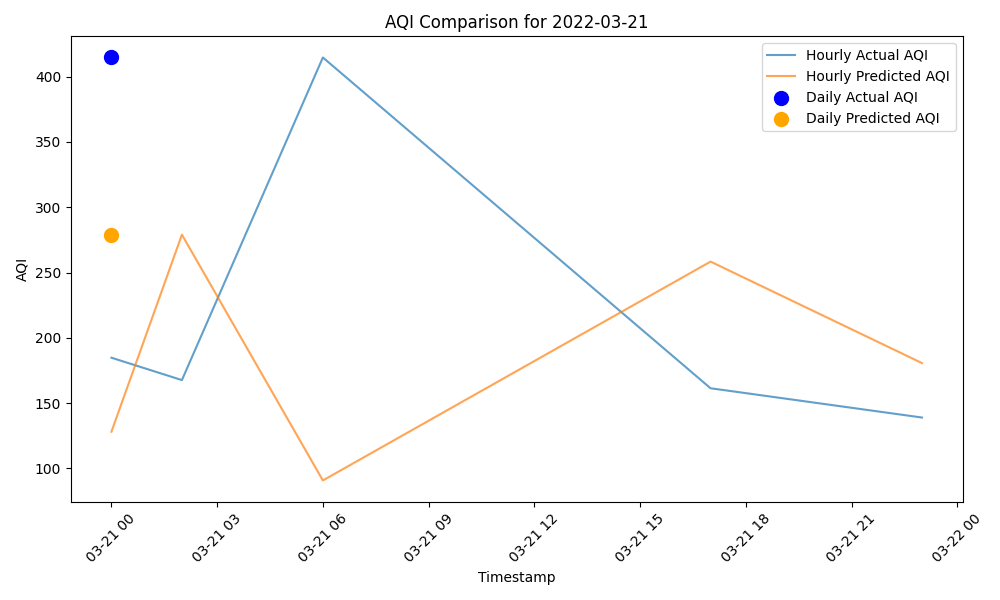 AQI Comparison for 2022-03-21
Hourly Actual AQI
Hourly Predicted AQI
Daily Actual AQI
Daily Predicted AQI
AQI
400
350
300
250
200
150
100
03-21 00
03-21 03
03-21 06
03-21 09
03-21 12
03-21 15
03-21 18
03-21 21
03-22 00
Timestamp